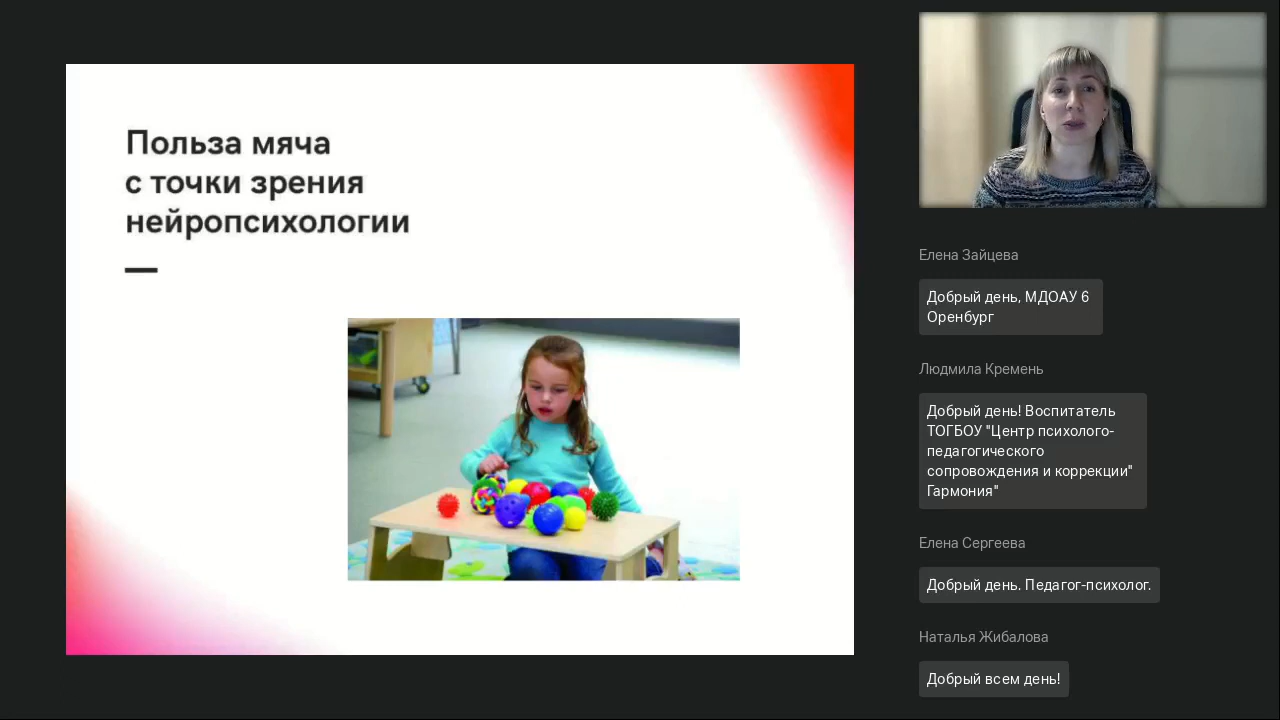 Польза мяча
с точки зрения
нейропсихологии
Елена Зайцева
Добрый день, МДОАУ 6
Оренбург
Людмила Кремень
Добрый день! Воспитатель
ТОГБОУ "Центр психолого-
педагогического
сопровождения и коррекции"
Гармония"
Елена Сергеева
Добрый день. Педагог-психолог.
Наталья Жибалова
Добрый всем день!